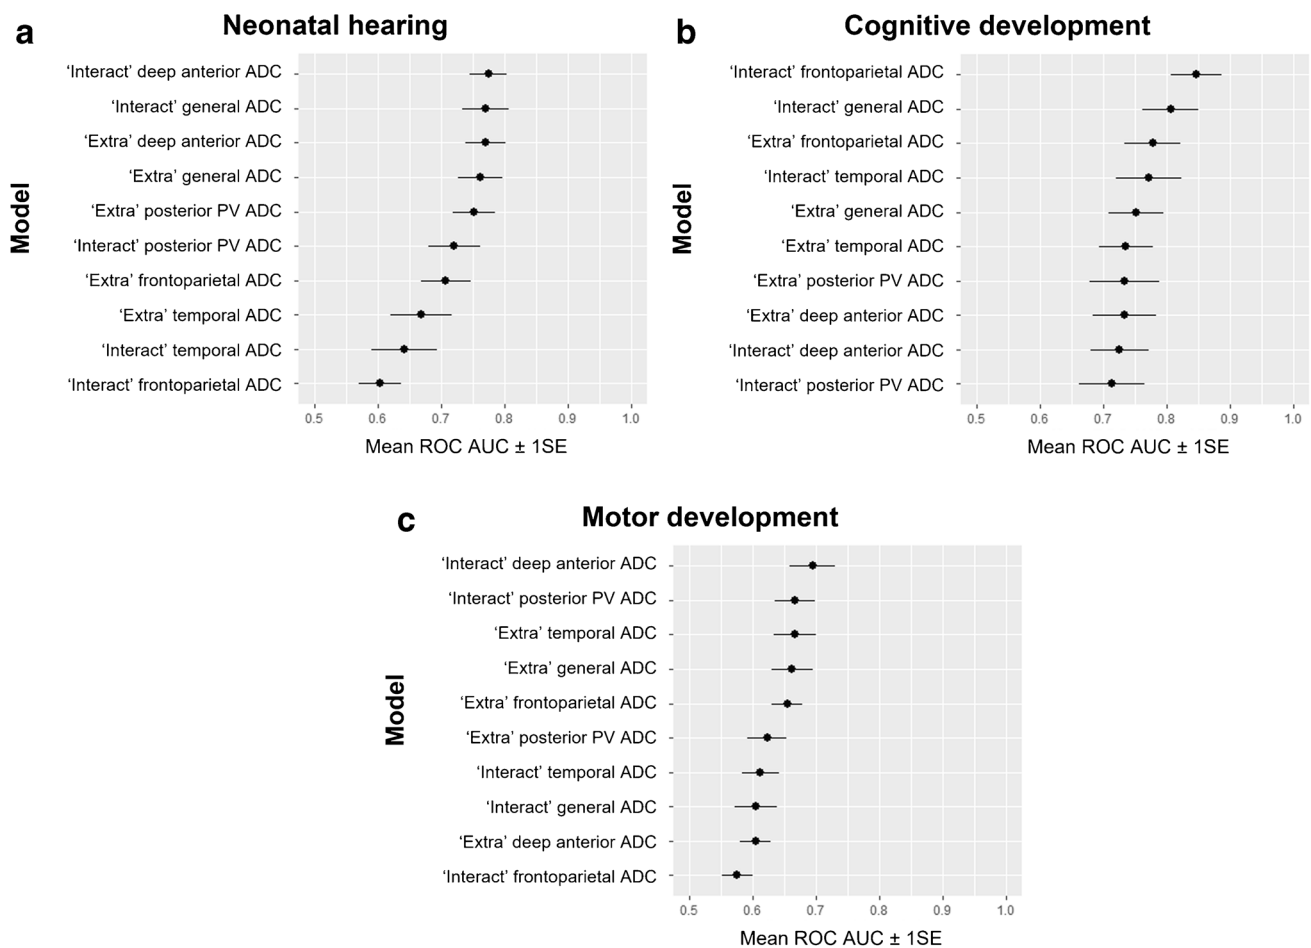 a
Neonatal hearing
Model
‘Interact’ deep anterior ADC
‘Interact’ general ADC
‘Extra’ deep anterior ADC
‘Extra’ general ADC
‘Extra’ posterior PV ADC
‘Interact’ posterior PV ADC
‘Extra’ frontoparietal ADC
‘Extra’ temporal ADC
‘Interact’ temporal ADC
‘Interact’ frontoparietal ADC
0.5 0.6 0.7 0.8 0.9 1.0
Mean ROC AUC ± 1SE
b
Cognitive development
Model
‘Interact’ frontoparietal ADC
‘Interact’ general ADC
‘Extra’ frontoparietal ADC
‘Interact’ temporal ADC
‘Extra’ general ADC
‘Extra’ temporal ADC
‘Extra’ posterior PV ADC
‘Extra’ deep anterior ADC
‘Interact’ deep anterior ADC
‘Interact’ posterior PV ADC
0.5 0.6 0.7 0.8 0.9 1.0
Mean ROC AUC ± 1SE
c
Motor development
Model
‘Interact’ deep anterior ADC
‘Interact’ posterior PV ADC
‘Extra’ temporal ADC
‘Extra’ general ADC
‘Extra’ frontoparietal ADC
‘Extra’ posterior PV ADC
‘Interact’ temporal ADC
‘Interact’ general ADC
‘Extra’ deep anterior ADC
‘Interact’ frontoparietal ADC
0.5 0.6 0.7 0.8 0.9 1.0
Mean ROC AUC ± 1SE